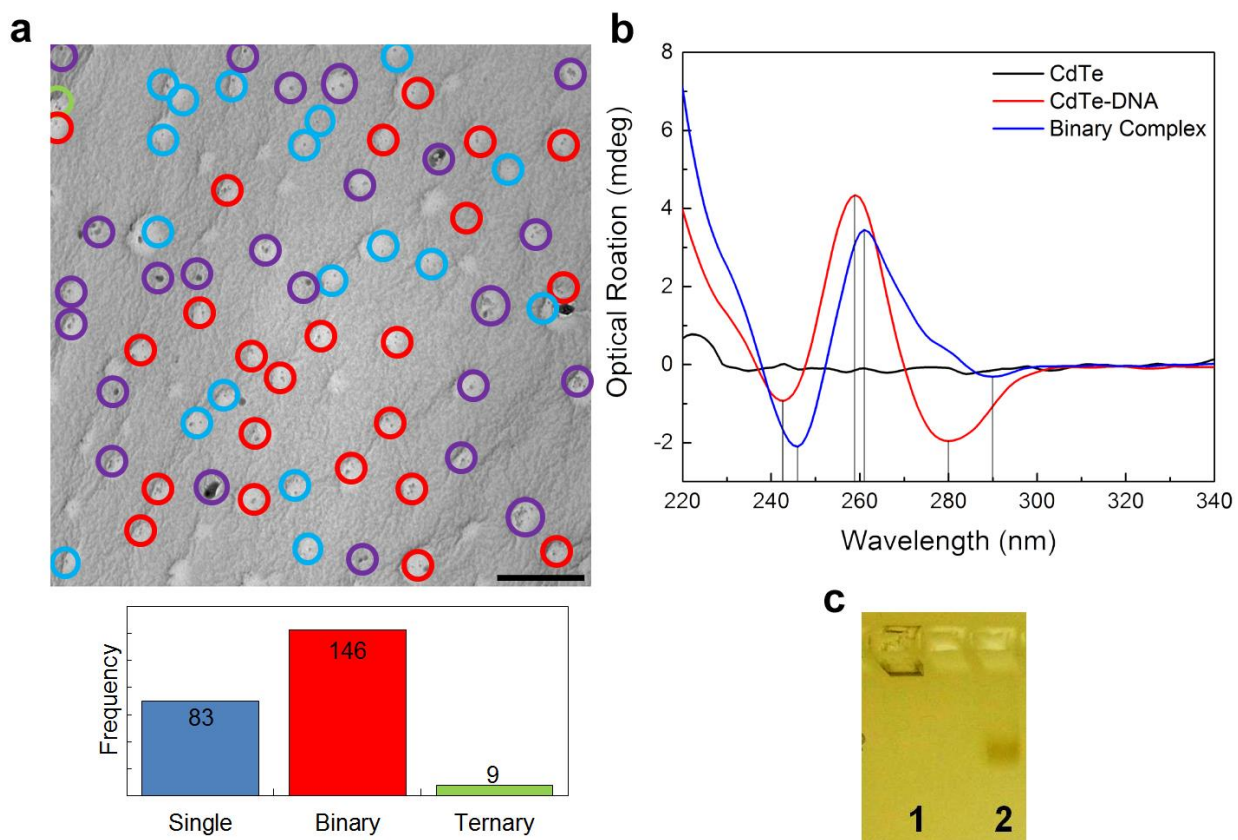 a
b
8
6
4
2
0
-2
220
240
260
280
300
320
340
Optical Roation (mdeg)
Wavelength (nm)
CdTe
CdTe-DNA
Binary Complex
Frequency
83
146
9
Single
Binary
Ternary
c
1
2